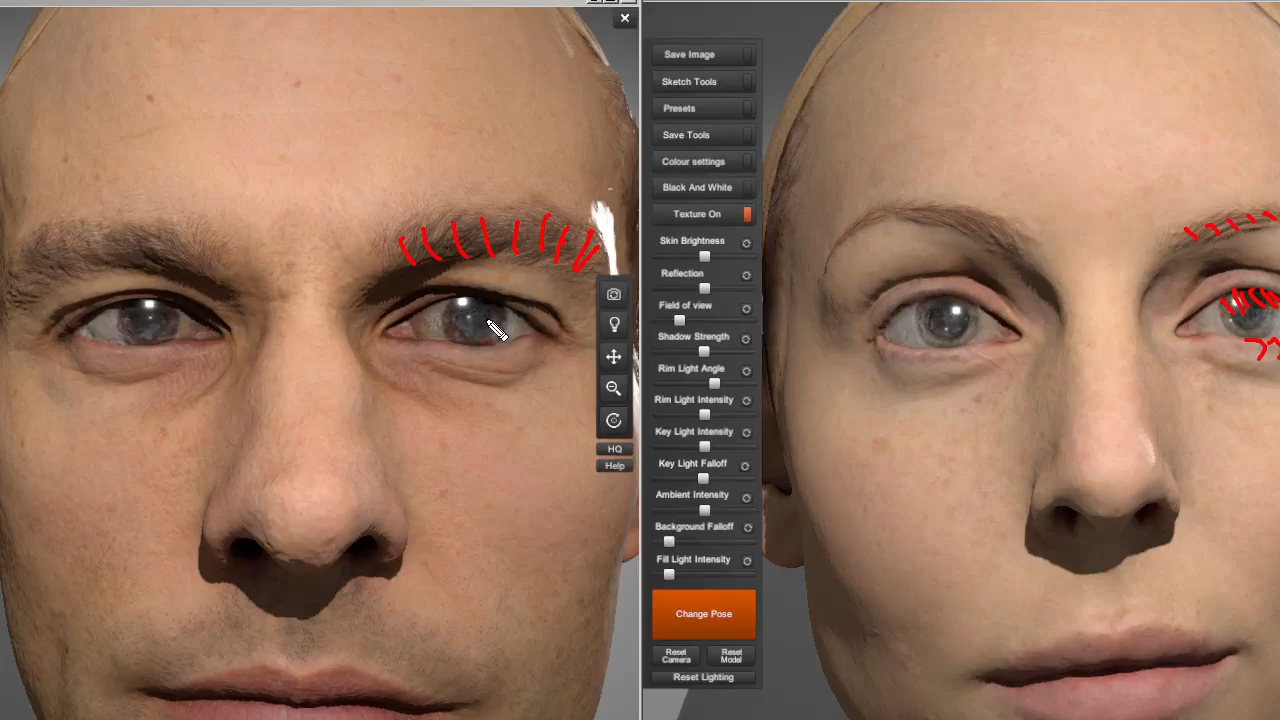 Save Image
Sketch Tools
Presets
Save Tools
Colour settings
Black And White
Texture On
Skin Brightness
Reflection
Field of view
Shadow Strength
Rim Light Angle
Rim Light Intensity
Key Light Intensity
Key Light Falloff
Ambient Intensity
Background Falloff
Fill Light Intensity
Change Pose
Reset Camera
Reset Model
Reset Lighting
HQ
Help